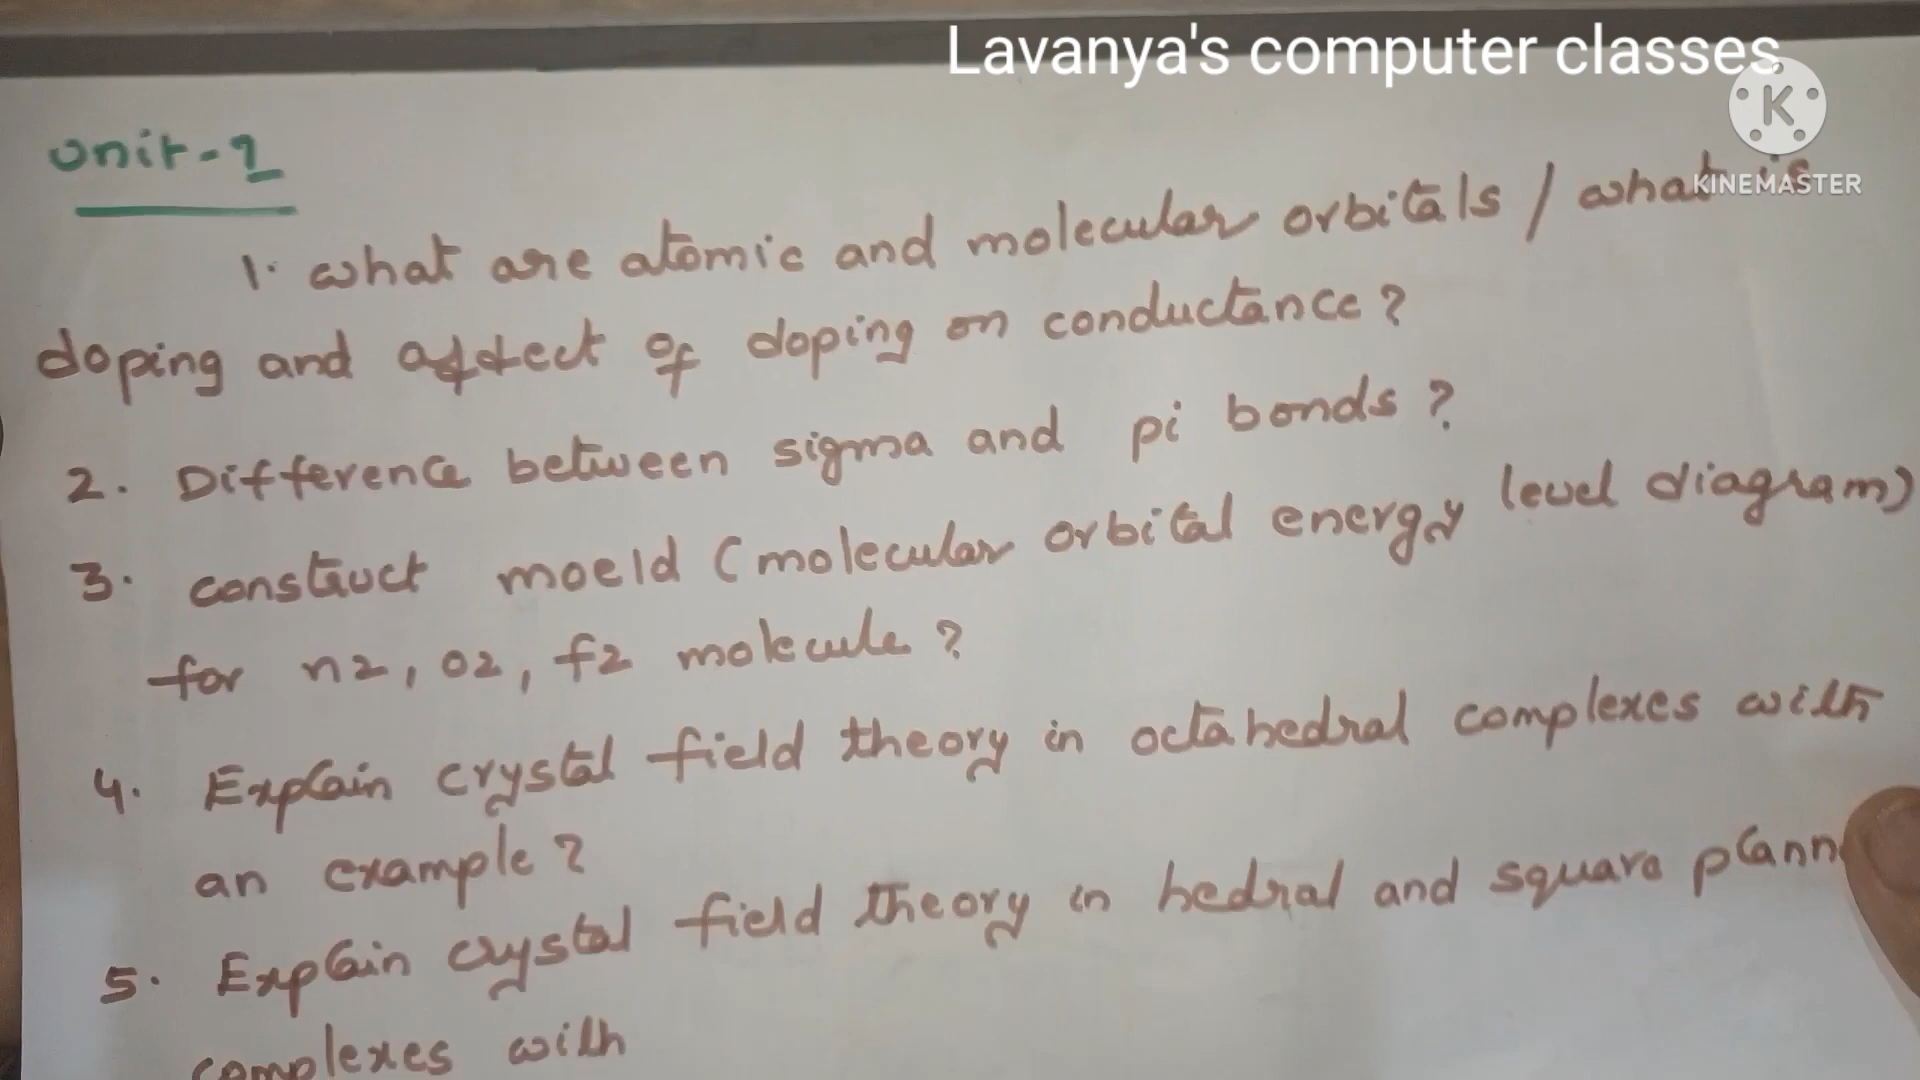 Lavanya's computer classes
KINEMASTER
Unit-1
1. what are atomic and molecular orbitals / what is
doping and affect of doping on conductance?
2. Difference between sigma and pi bonds?
3. construct moeld (molecular orbital energy level diagram)
for n2, o2, f2 molecule?
4. Explain crystal field theory in octahedral complexes with
an example?
5. Explain crystal field theory in hedral and square
complexes with